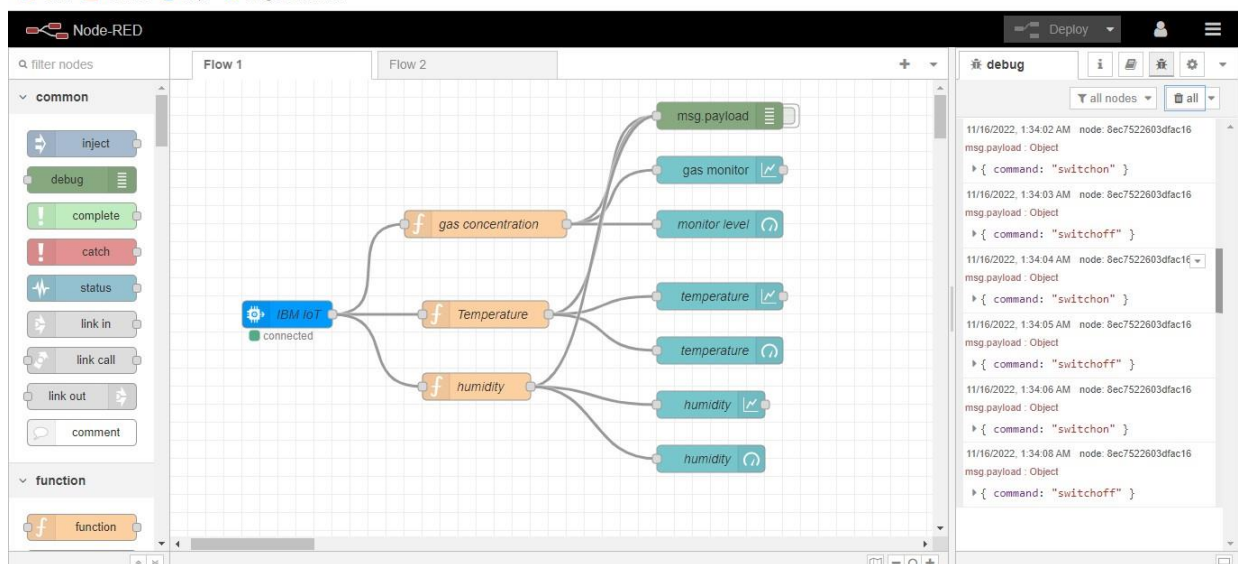 Node-RED
Deploy
filter nodes
Flow 1
Flow 2
debug
i
all nodes
all
common
inject
debug
complete
catch
status
link in
link call
link out
comment
function
function
IBM IoT
connected
gas concentration
Temperature
humidity
msg.payload
gas monitor
monitor level
temperature
temperature
humidity
humidity
11/16/2022, 1:34:02 AM node: 8ec7522603dfac16
msg.payload : Object
{ command: "switchon" }
11/16/2022, 1:34:03 AM node: 8ec7522603dfac16
msg.payload : Object
{ command: "switchoff" }
11/16/2022, 1:34:04 AM node: 8ec7522603dfac16
msg.payload : Object
{ command: "switchon" }
11/16/2022, 1:34:05 AM node: 8ec7522603dfac16
msg.payload : Object
{ command: "switchoff" }
11/16/2022, 1:34:06 AM node: 8ec7522603dfac16
msg.payload : Object
{ command: "switchon" }
11/16/2022, 1:34:08 AM node: 8ec7522603dfac16
msg.payload : Object
{ command: "switchoff" }